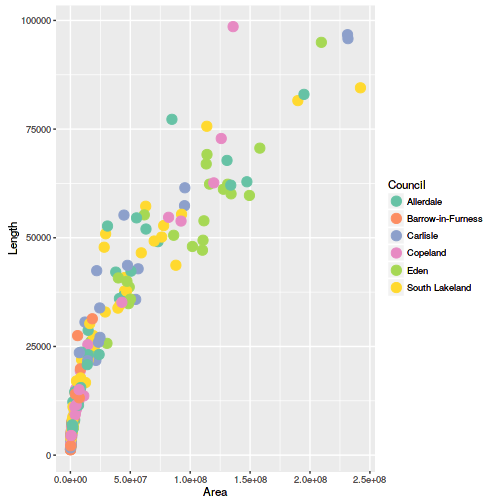 100000
75000
50000
25000
0
Length
0.0e+00 5.0e+07 1.0e+08 1.5e+08 2.0e+08 2.5e+08
Area
Council
Allerdale
Barrow-in-Furness
Carlisle
Copeland
Eden
South Lakeland